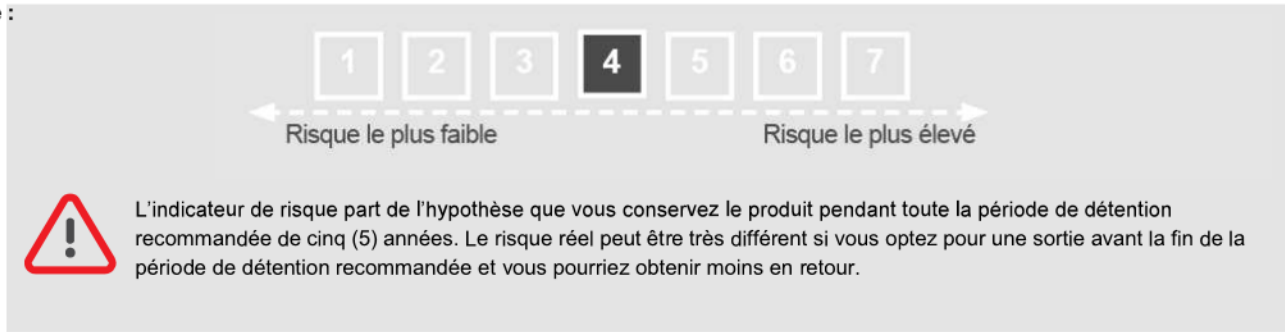 :
1 2 3 4 5 6 7
Risque le plus faible Risque le plus élevé
L'indicateur de risque part de l'hypothèse que vous conservez le produit pendant toute la période de détention
recommandée de cinq (5) années. Le risque réel peut être très différent si vous optez pour une sortie avant la fin de la
période de détention recommandée et vous pourriez obtenir moins en retour.